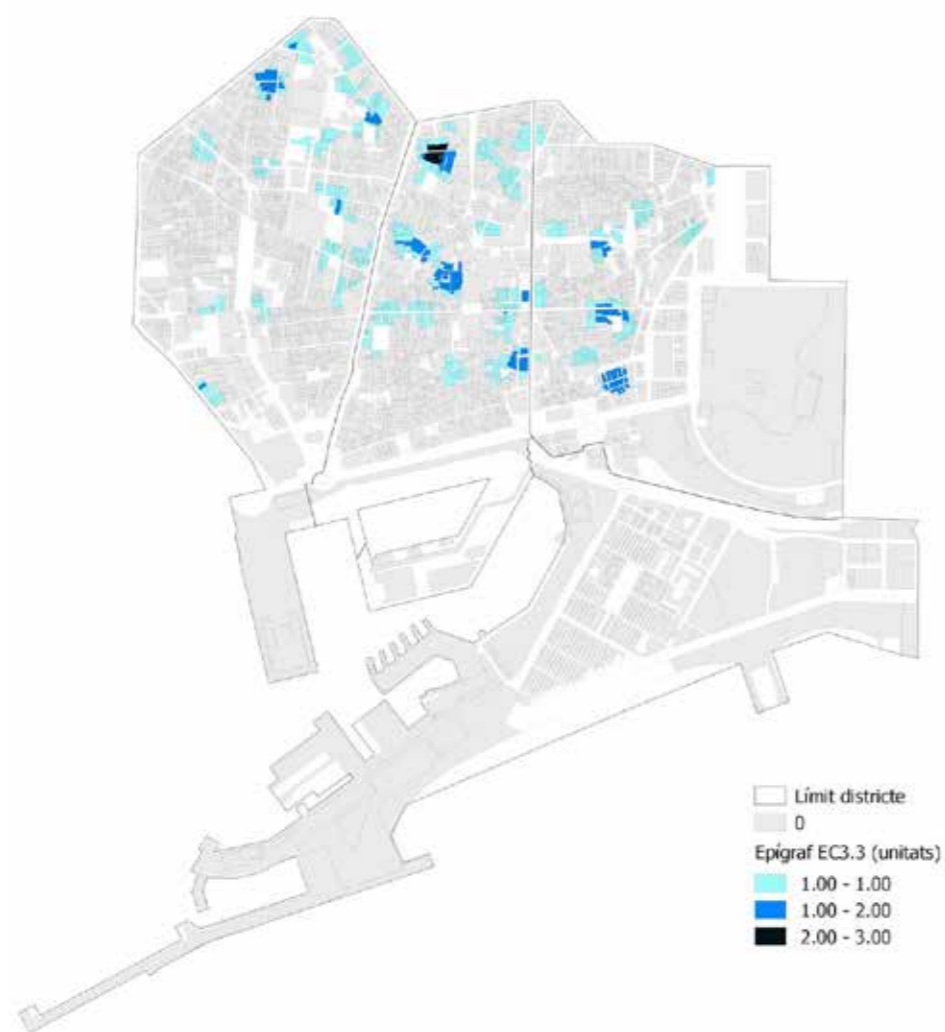 Límit districte
0
Epígraf EC3.3 (unitats)
1.00 - 1.00
1.00 - 2.00
2.00 - 3.00